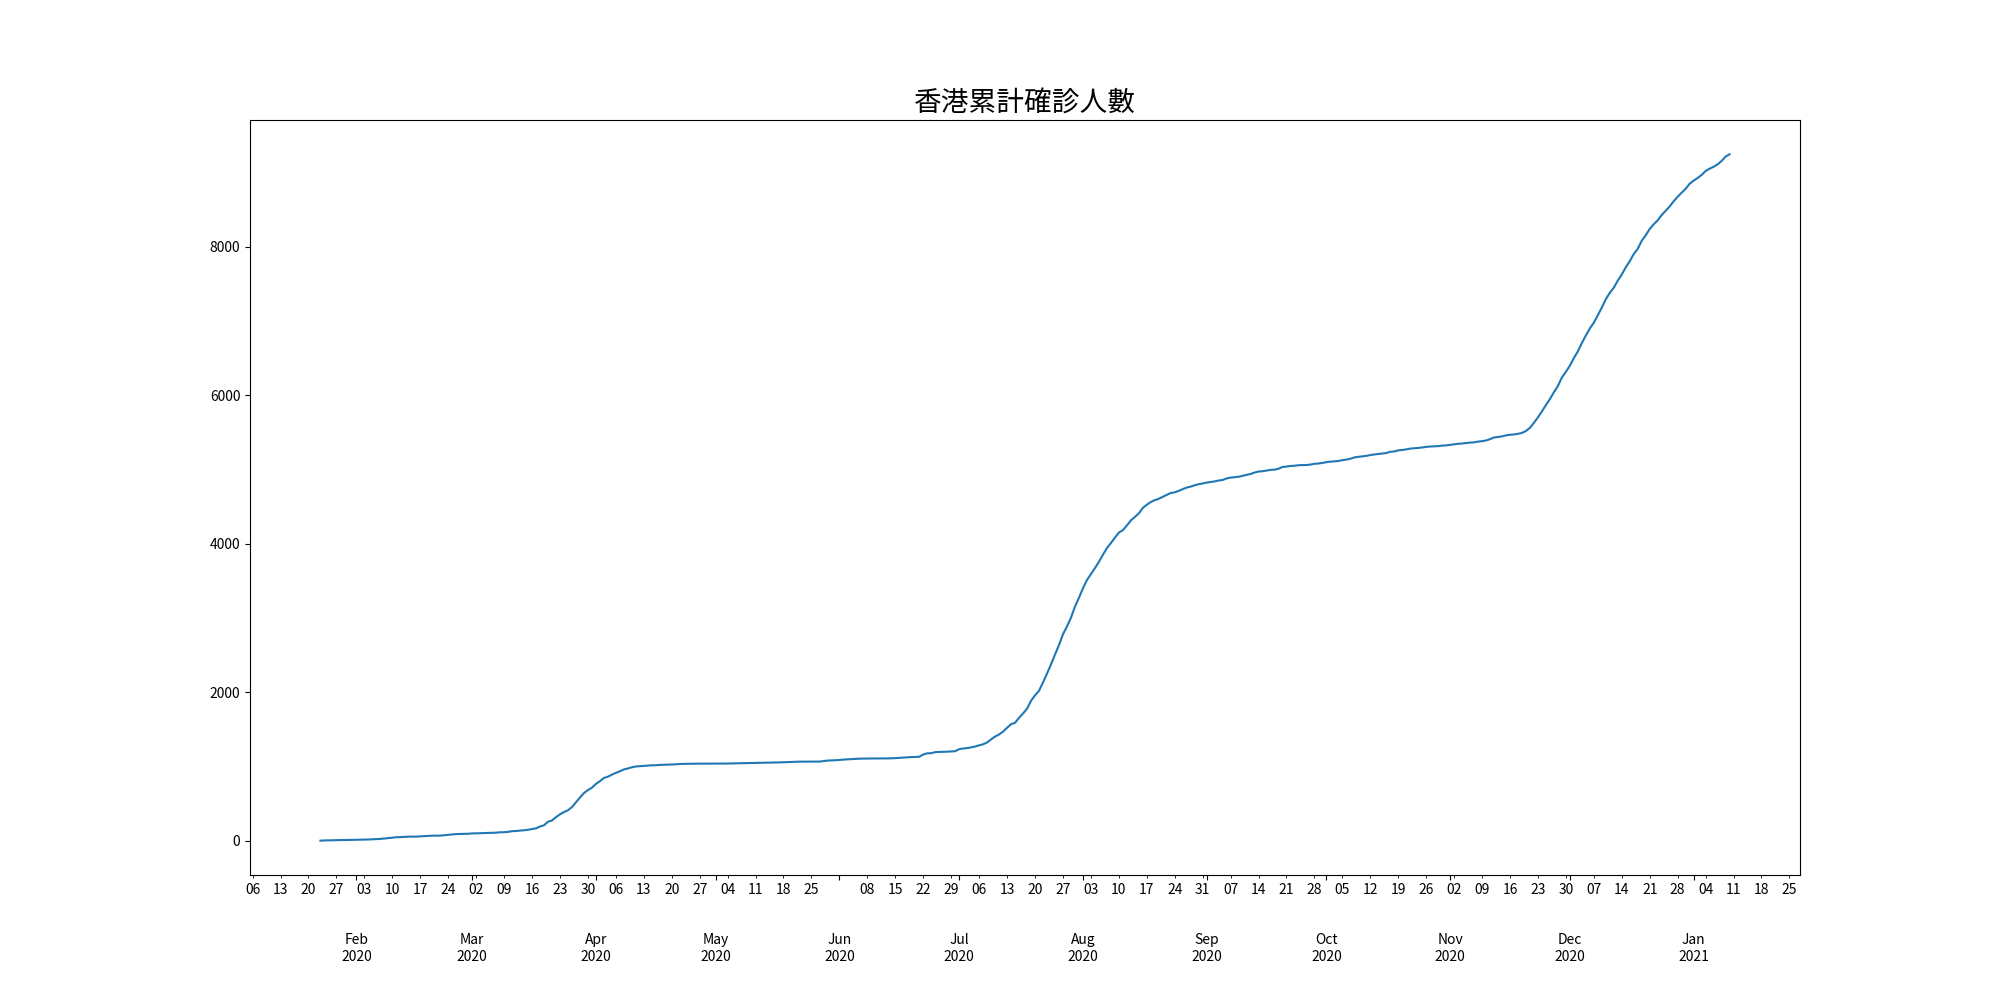 香港累計確診人數
8000
6000
4000
2000
0
06 13 20 27 03 10 17 24 02 09 16 23 30 06 13 20 27 04 11 18 25 08 15 22 29 06 13 20 27 03 10 17 24 31 07 14 21 28 05 12 19 26 02 09 16 23 30 07 14 21 28 04 11 18 25
Feb Mar Apr May Jun Jul Aug Sep Oct Nov Dec Jan
2020 2020 2020 2020 2020 2020 2020 2020 2020 2020 2020 2021